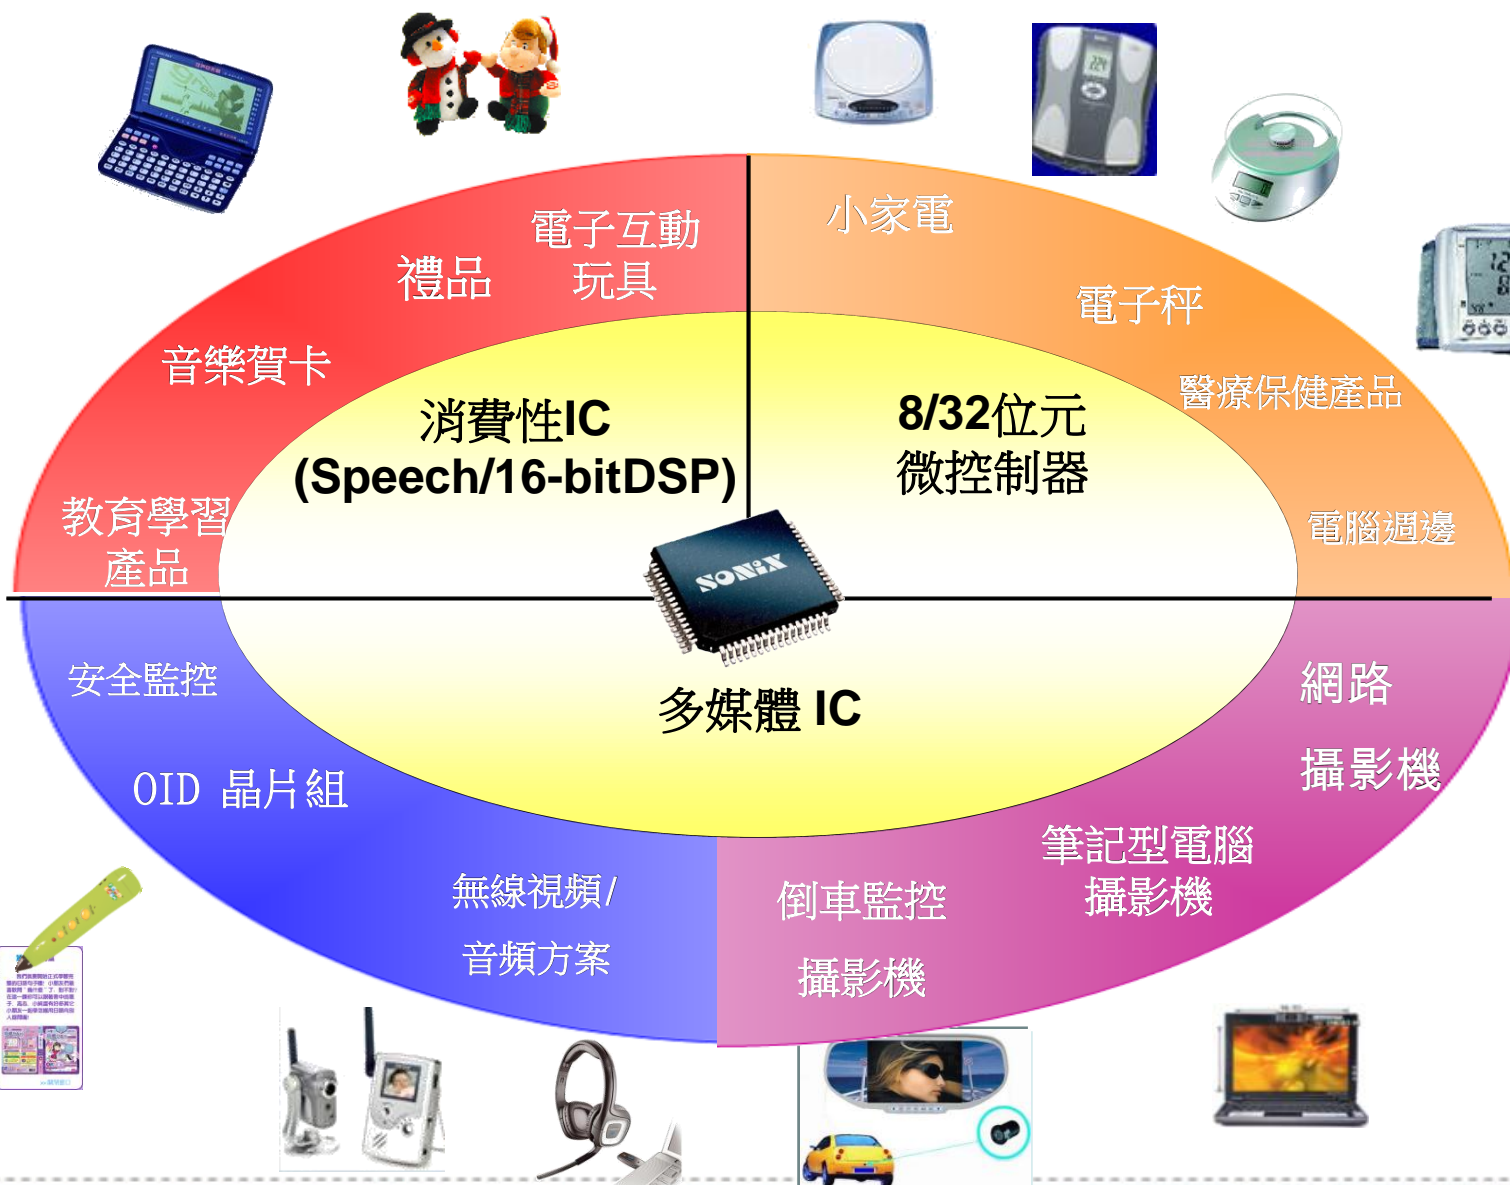 電子互動
玩具
禮品
音樂賀卡
教育學習
產品
小家電
電子秤
醫療保健產品
電腦週邊
消費性IC
(Speech/16-bitDSP)
8/32位元
微控制器
SONiX
多媒體 IC
安全監控
OID 晶片組
無線視頻/
音頻方案
倒車監控
攝影機
筆記型電腦
攝影機
網路
攝影機